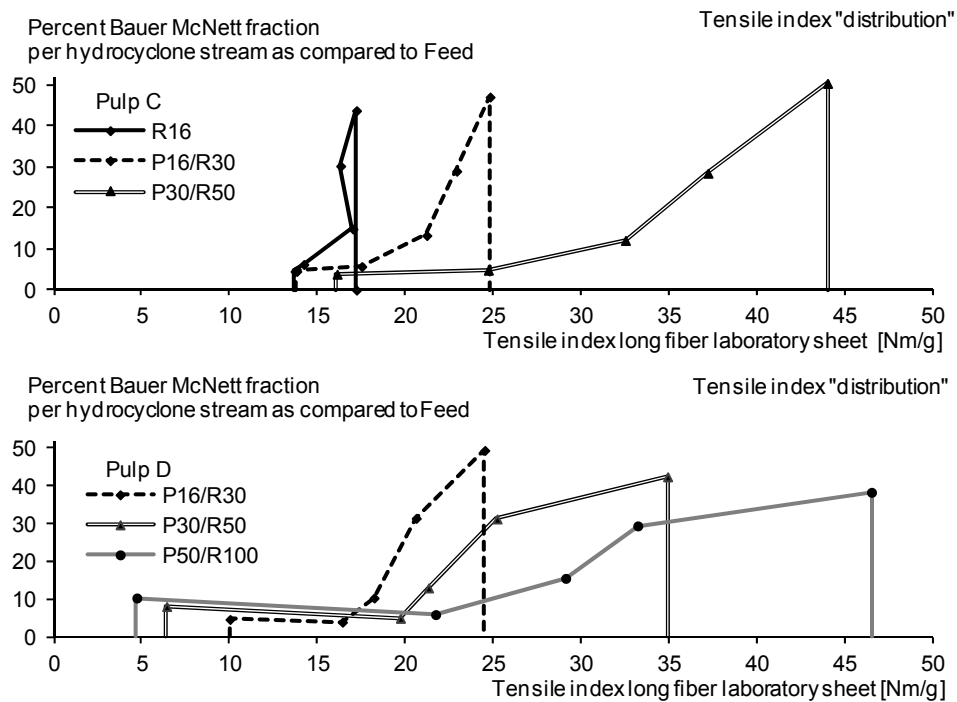 Percent Bauer McNett fraction
per hydrocyclone stream as compared to Feed
Tensile index "distribution"
50
40
30
20
10
0
Pulp C
R16
P16/R30
P30/R50
0 5 10 15 20 25 30 35 40 45 50
Tensile index long fiber laboratory sheet [Nm/g]
Percent Bauer McNett fraction
per hydrocyclone stream as compared to Feed
Tensile index "distribution"
50
40
30
20
10
0
Pulp D
P16/R30
P30/R50
P50/R100
0 5 10 15 20 25 30 35 40 45 50
Tensile index long fiber laboratory sheet [Nm/g]